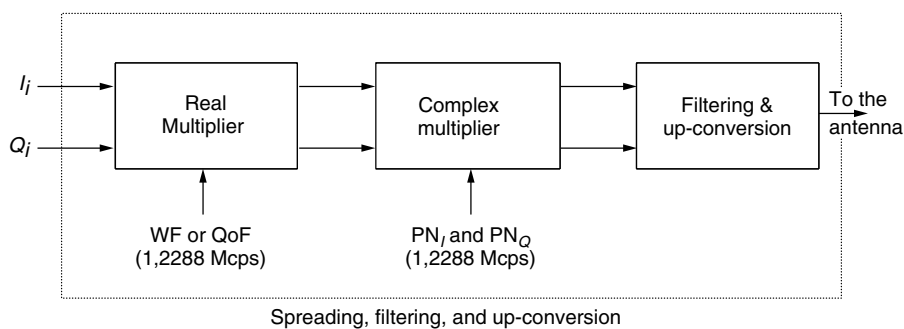 I_i
Q_i
Real
Multiplier
Complex
multiplier
Filtering &
up-conversion
To the
antenna
WF or QoF
(1,2288 Mcps)
PN_I and PN_Q
(1,2288 Mcps)
Spreading, filtering, and up-conversion